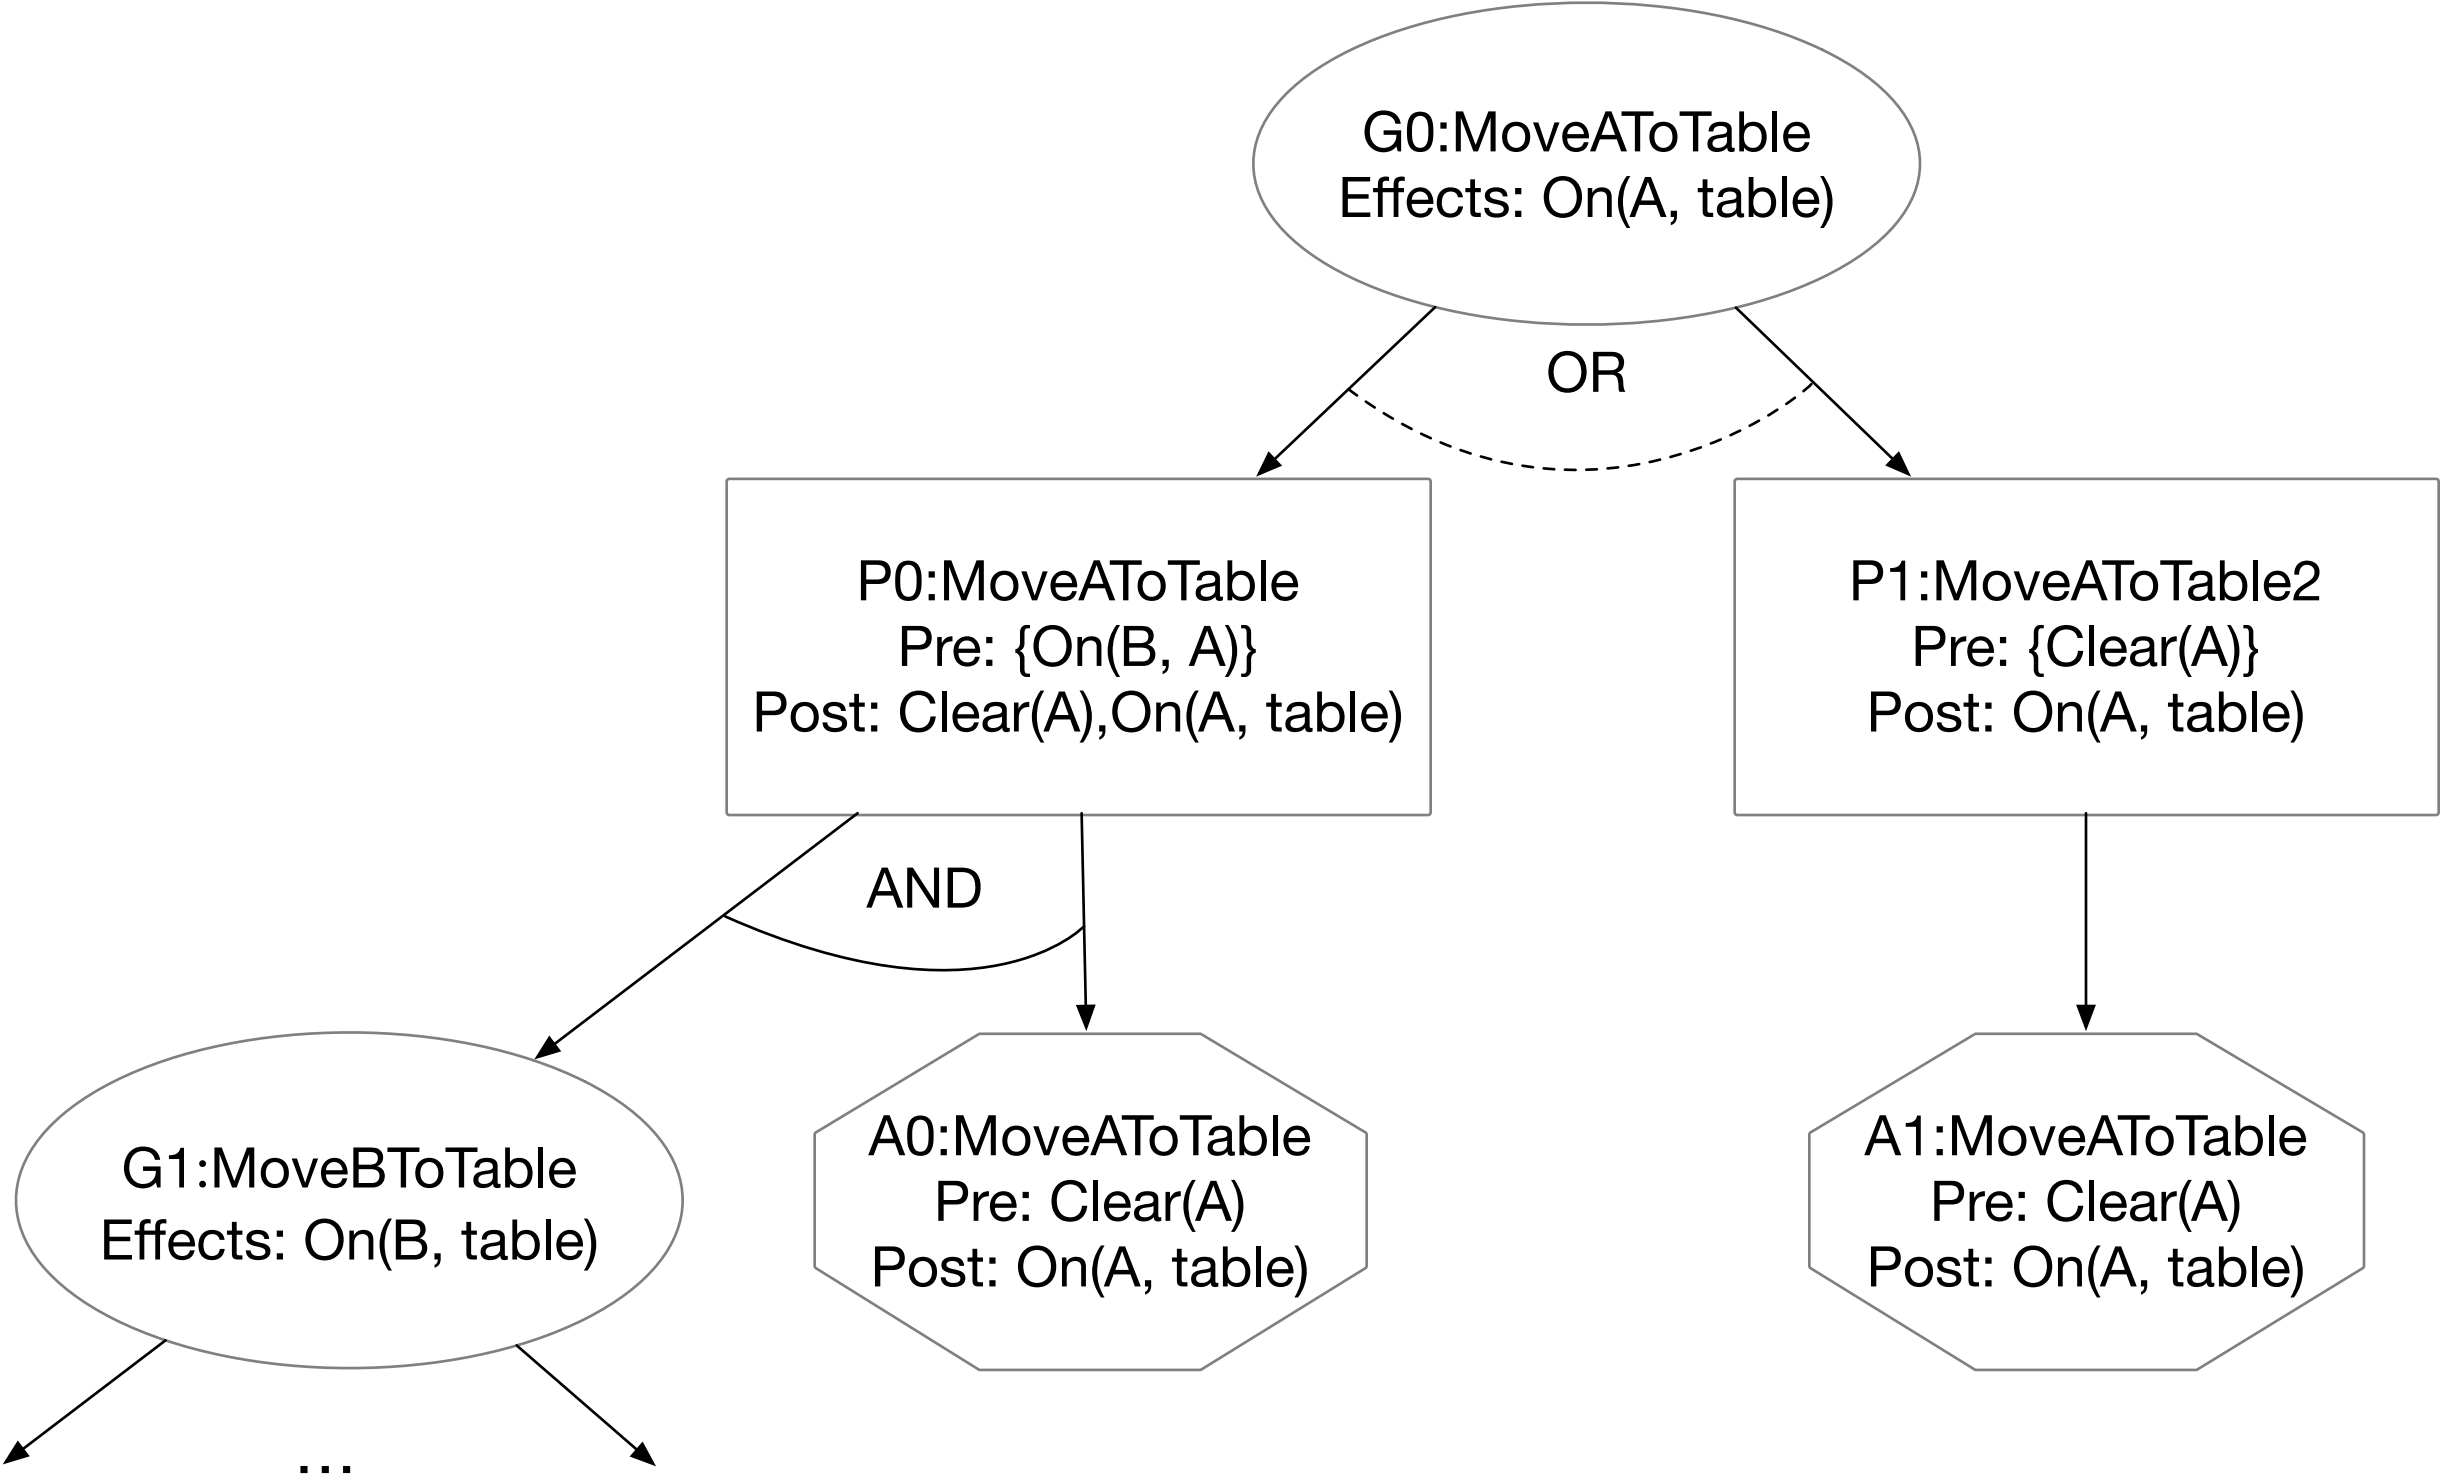 G0:MoveAToTable
Effects: On(A, table)
OR
P0:MoveAToTable
Pre: {On(B, A)}
Post: Clear(A),On(A, table)
P1:MoveAToTable2
Pre: {Clear(A)}
Post: On(A, table)
AND
G1:MoveBToTable
Effects: On(B, table)
A0:MoveAToTable
Pre: Clear(A)
Post: On(A, table)
A1:MoveAToTable
Pre: Clear(A)
Post: On(A, table)
...